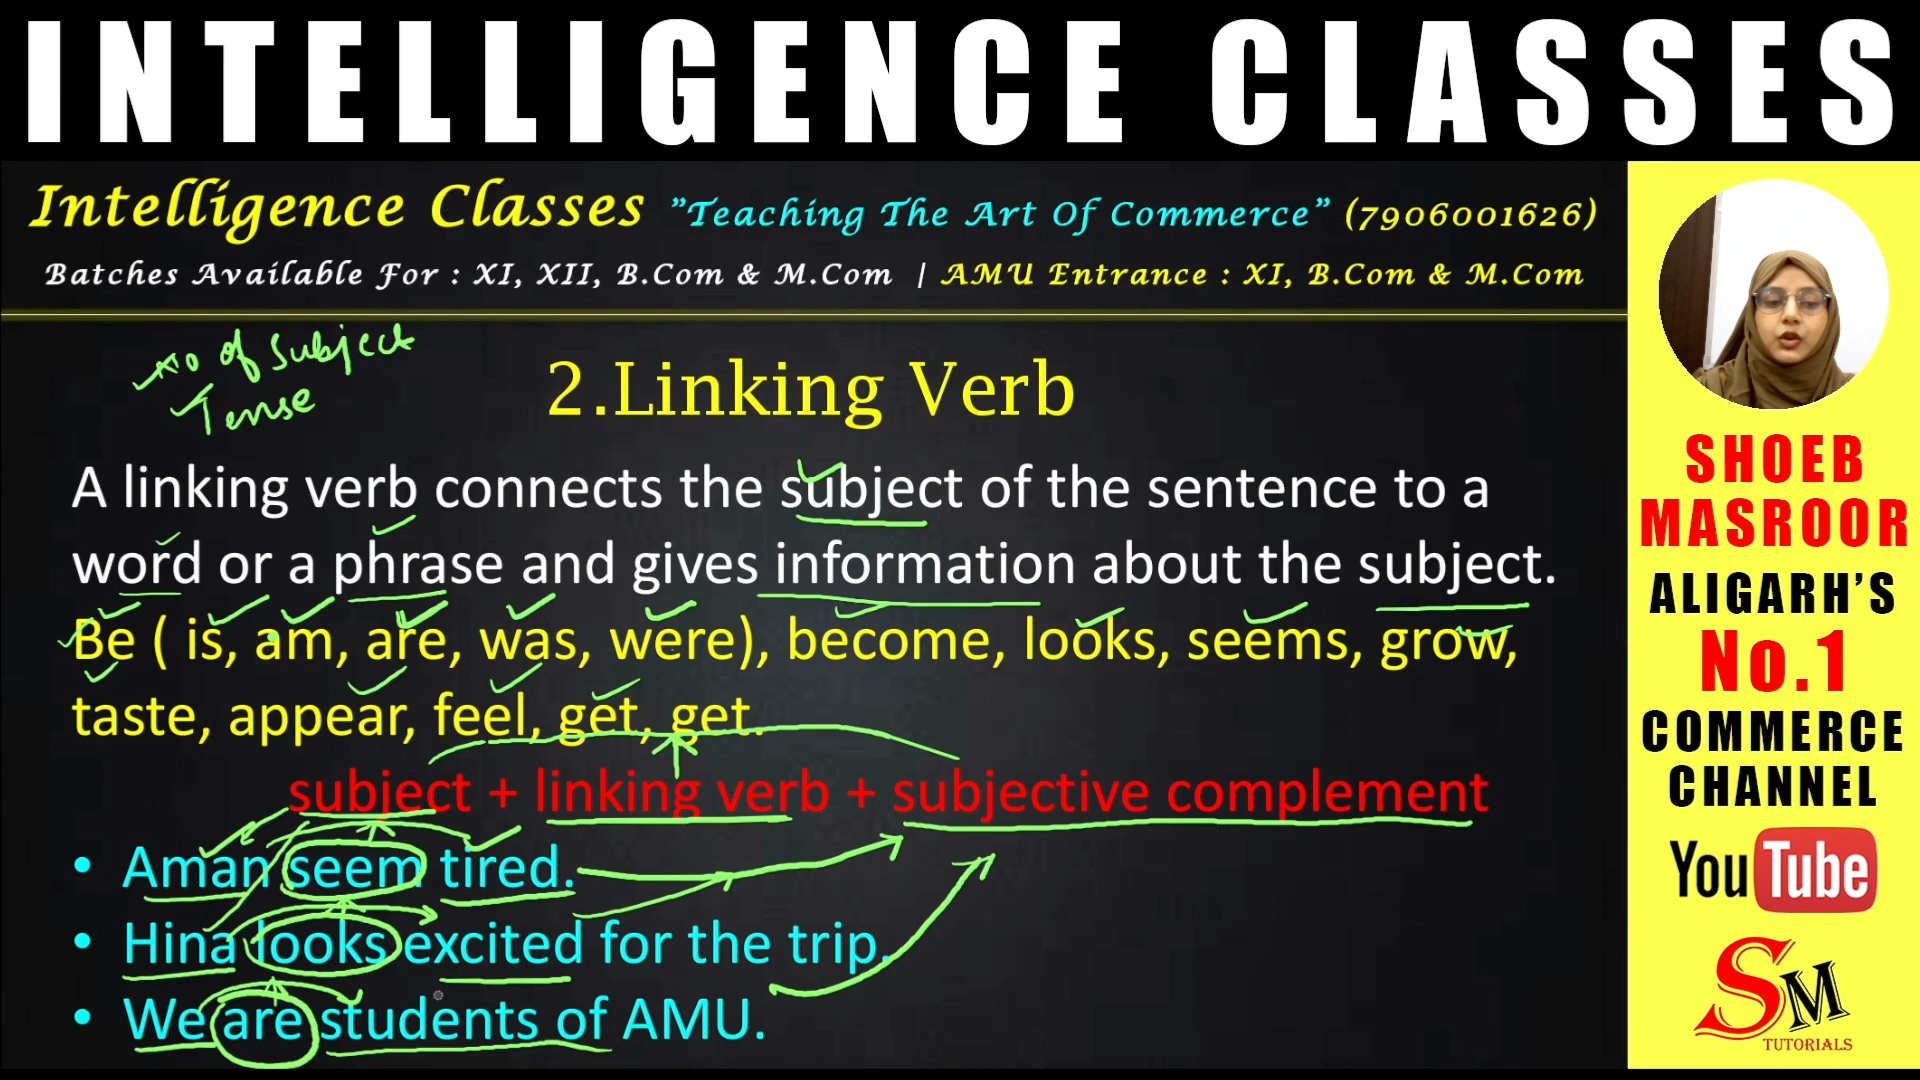 INTELLIGENCE CLASSES
Intelligence Classes "Teaching The Art Of Commerce" (7906001626)
Batches Available For : XI, XII, B.Com & M.Com | AMU Entrance : XI, B.Com & M.Com
no of subject
Tense
2.Linking Verb
A linking verb connects the subject of the sentence to a
word or a phrase and gives information about the subject.
Be ( is, am, are, was, were), become, looks, seems, grow,
taste, appear, feel, get, get.
subject + linking verb + subjective complement
• Aman seem tired.
• Hina looks excited for the trip.
• We are students of AMU.
SHOEB
MASROOR
ALIGARH'S
No.1
COMMERCE
CHANNEL
YouTube
SM
TUTORIALS